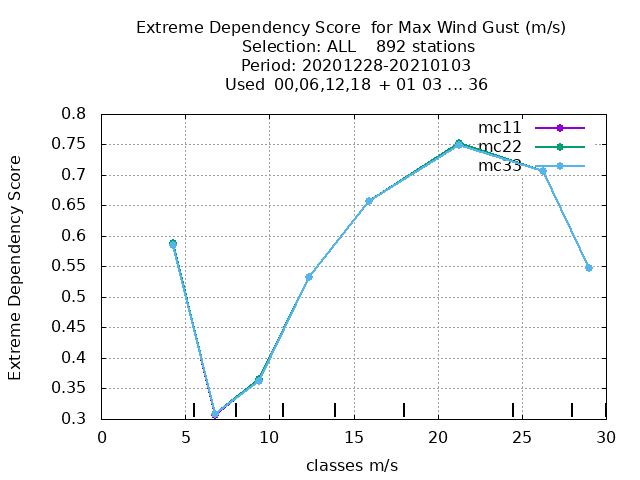 Extreme Dependency Score  for Max Wind Gust (m/s)
Selection: ALL    892 stations
Period: 20201228-20210103
Used  00,06,12,18  + 01 03 ... 36
Extreme Dependency Score
0.8
0.75
0.7
0.65
0.6
0.55
0.5
0.45
0.4
0.35
0.3
mc11
mc22
mc33
0 5 10 15 20 25 30
classes m/s